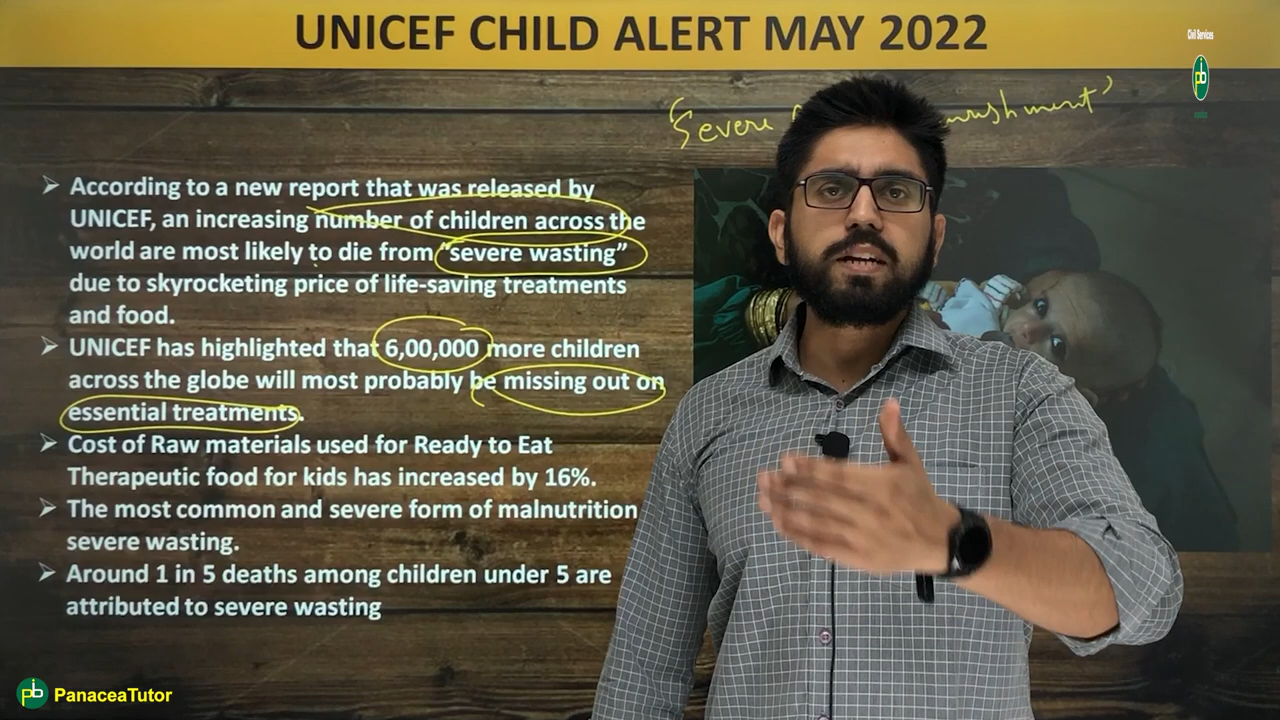 UNICEF CHILD ALERT MAY 2022
Civil Services
pb
Severe
➤ According to a new report that was released by
UNICEF, an increasing number of children across the
world are most likely to die from “severe wasting”
due to skyrocketing price of life-saving treatments
and food.
➤ UNICEF has highlighted that 6,00,000 more children
across the globe will most probably be missing out on
essential treatments.
➤ Cost of Raw materials used for Ready to Eat
Therapeutic food for kids has increased by 16%.
➤ The most common and severe form of malnutrition
severe wasting.
➤ Around 1 in 5 deaths among children under 5 are
attributed to severe wasting
pb PanaceaTutor